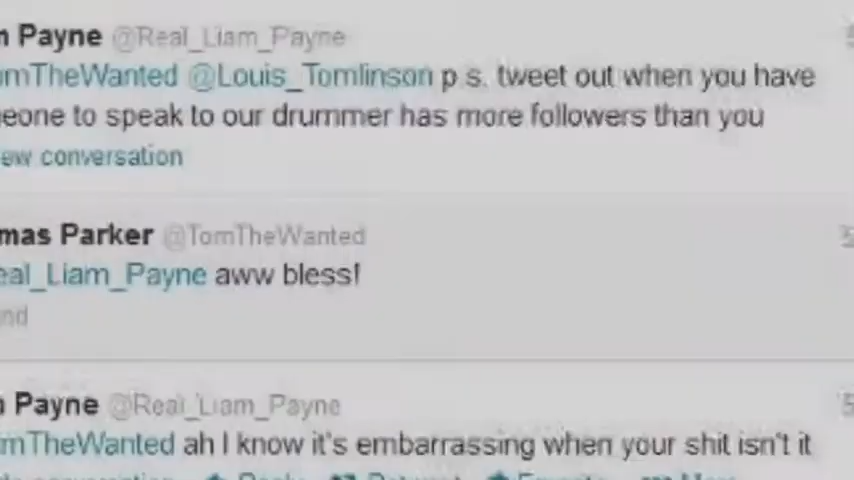 Payne @Real_Liam_Payne
mTheWanted @Louis_Tomlinson p.s. tweet out when you have
eone to speak to our drummer has more followers than you
ew conversation
mas Parker @TomTheWanted
eal_Liam_Payne aww bless!
nd
Payne @Real_Liam_Payne
mTheWanted ah I know it's embarrassing when your shit isn't it